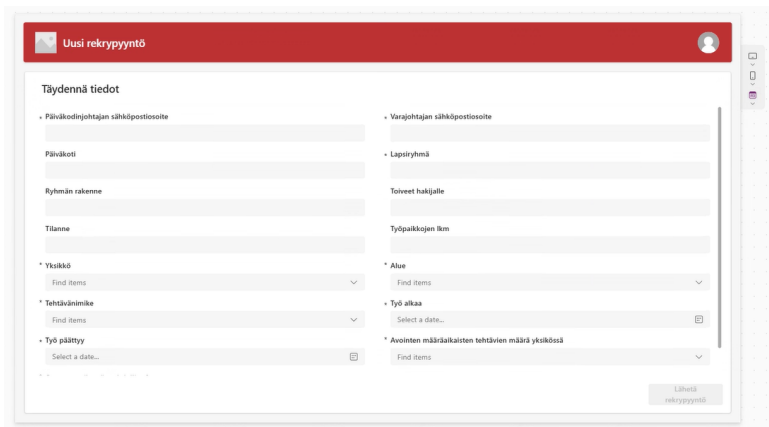 Uusi rekrypyyntö
Täydennä tiedot
* Päiväkodinjohtajan sähköpostiosoite
* Varajohtajan sähköpostiosoite
Päiväkoti
* Lapsiryhmä
Ryhmän rakenne
Toiveet hakijalle
Tilanne
Työpaikkojen lkm
* Yksikkö
* Alue
Find items
Find items
* Tehtävänimike
* Työ alkaa
Find items
Select a date...
* Työ päättyy
* Avointen määräaikaisten tehtävien määrä yksikössä
Select a date...
Find items
Lähetä
rekrypyyntö